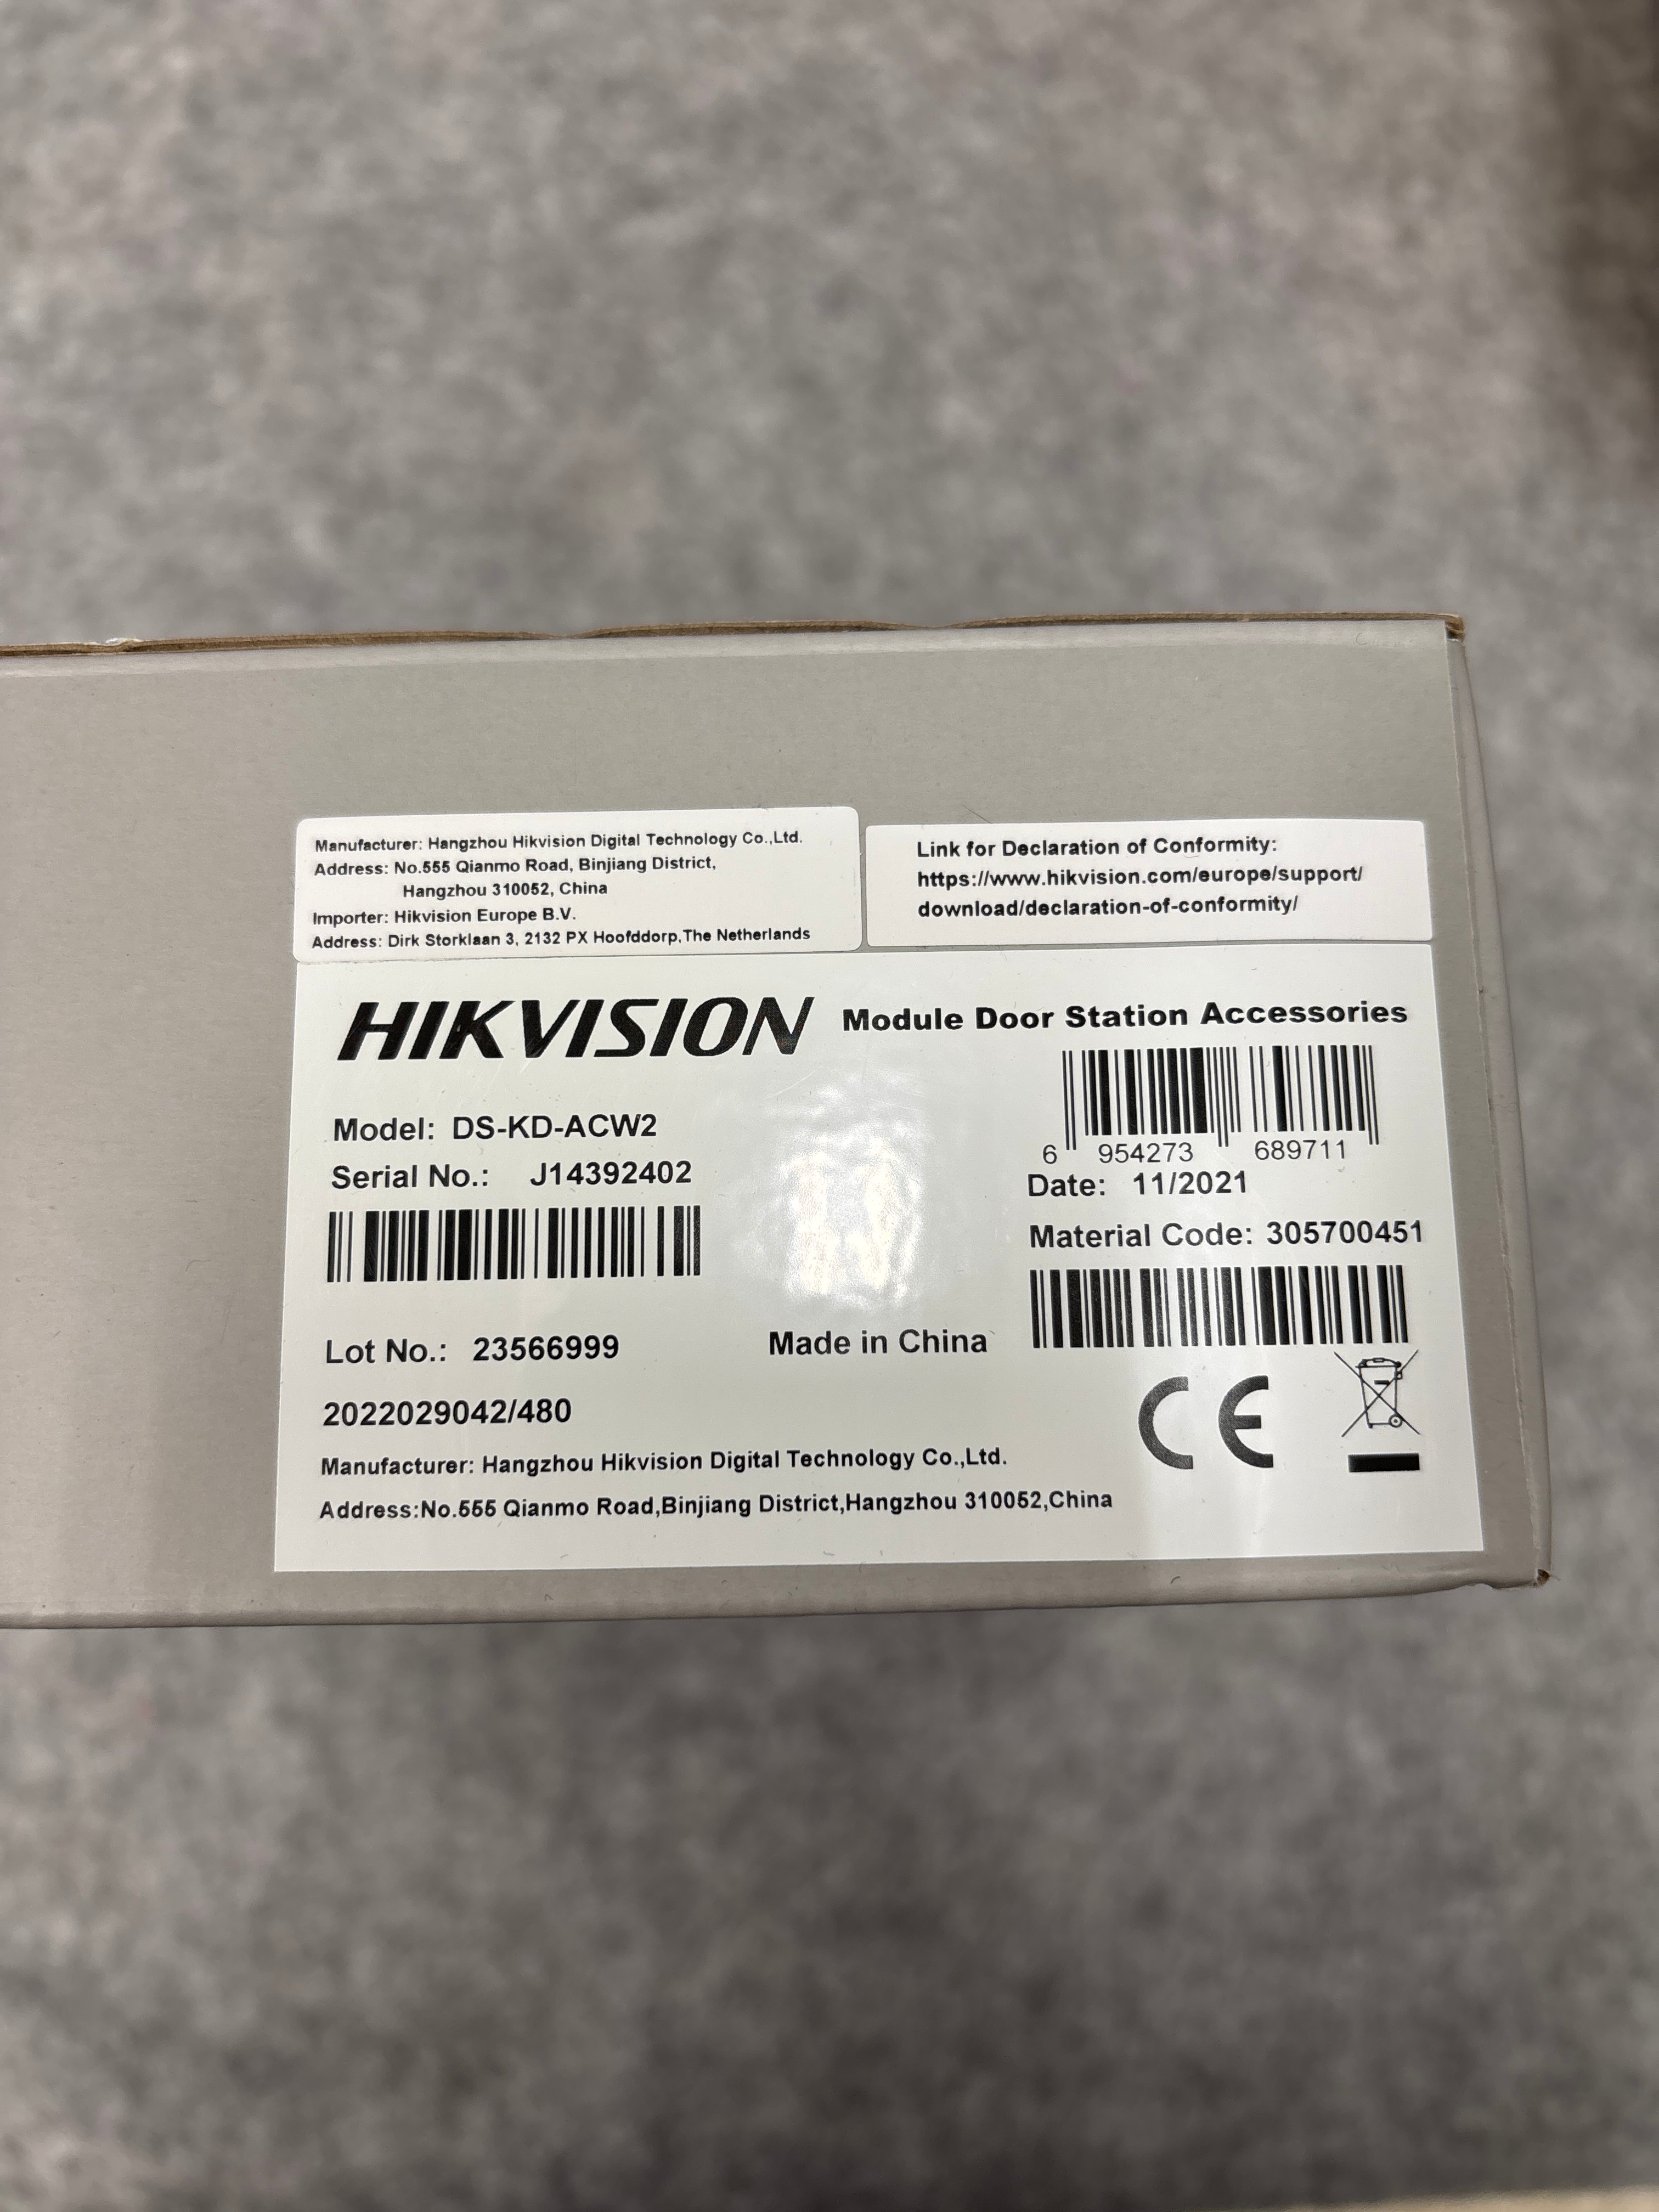 Manufacturer: Hangzhou Hikvision Digital Technology Co.,Ltd.
Address: No.555 Qianmo Road, Binjiang District,
Hangzhou 310052, China
Importer: Hikvision Europe B.V.
Address: Dirk Storklaan 3, 2132 PX Hoofddorp,The Netherlands
Link for Declaration of Conformity:
https://www.hikvision.com/europe/support/
download/declaration-of-conformity/
HIKVISION Module Door Station Accessories
Model: DS-KD-ACW2
6 954273 689711
Serial No.: J14392402
Date: 11/2021
Material Code: 305700451
Lot No.: 23566999
Made in China
2022029042/480
CE
Manufacturer: Hangzhou Hikvision Digital Technology Co.,Ltd.
Address:No.555 Qianmo Road,Binjiang District,Hangzhou 310052,China